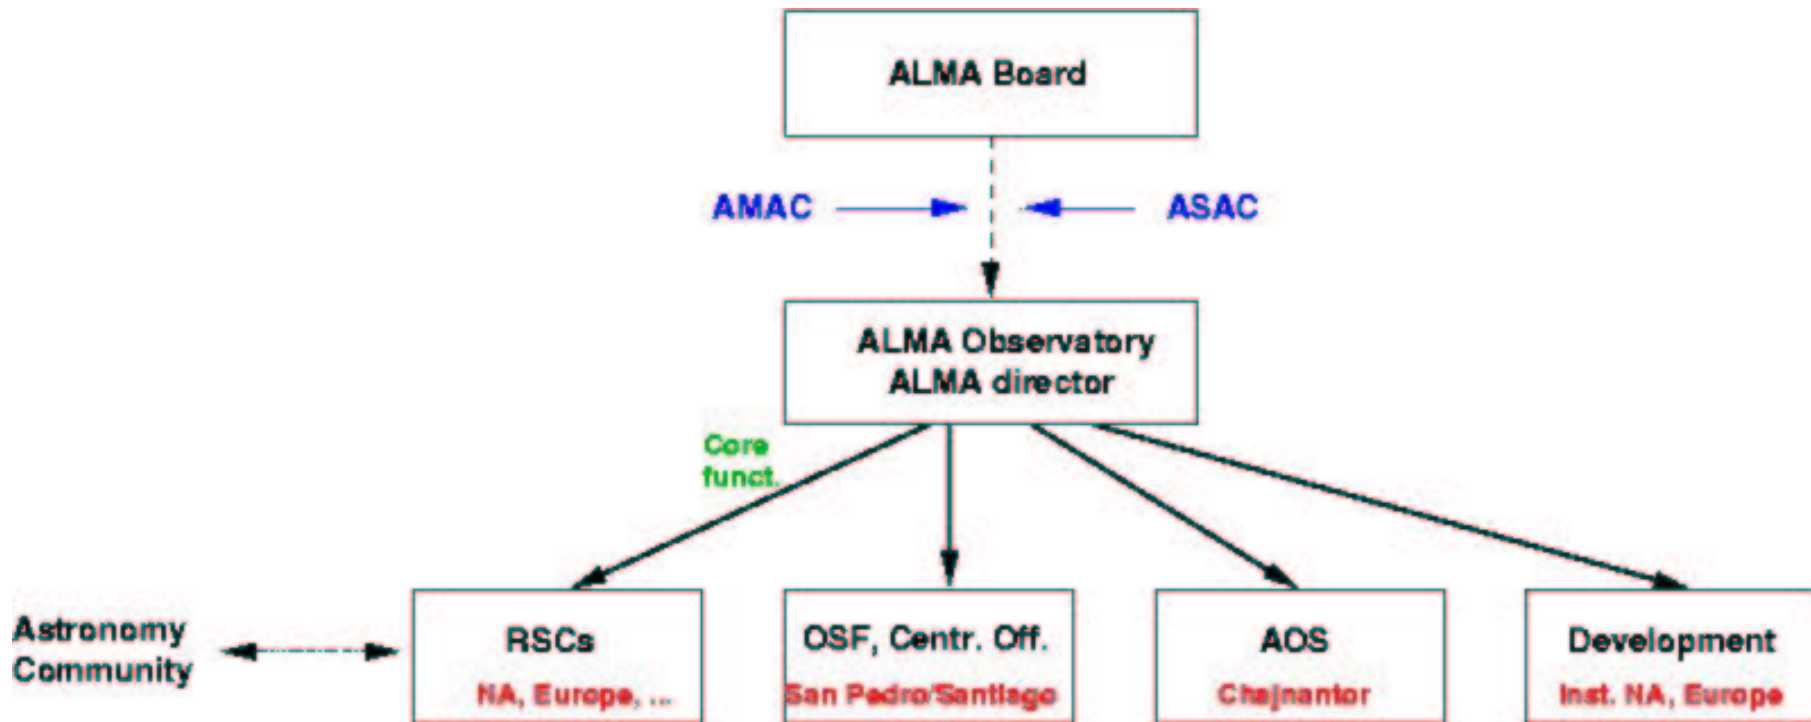 ALMA Board
AMAC
ASAC
ALMA Observatory
ALMA director
Core
funct.
Astronomy
Community
RSCs
NA, Europe, ...
OSF, Centr. Off.
San Pedro/Santiago
AOS
Chajnantor
Development
Inst. NA, Europe